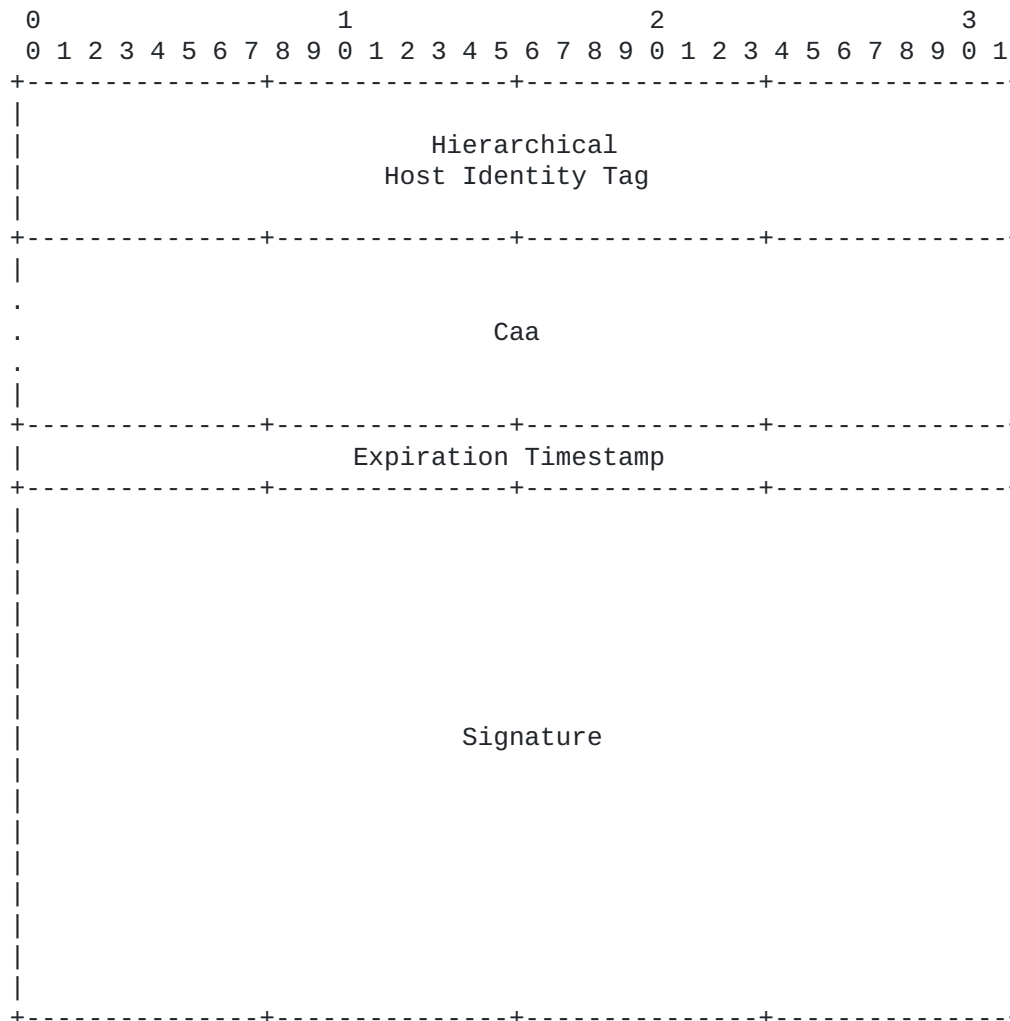 0                   1                   2                   3
0 1 2 3 4 5 6 7 8 9 0 1 2 3 4 5 6 7 8 9 0 1 2 3 4 5 6 7 8 9 0 1
Hierarchical
Host Identity Tag
Caa
Expiration Timestamp
Signature